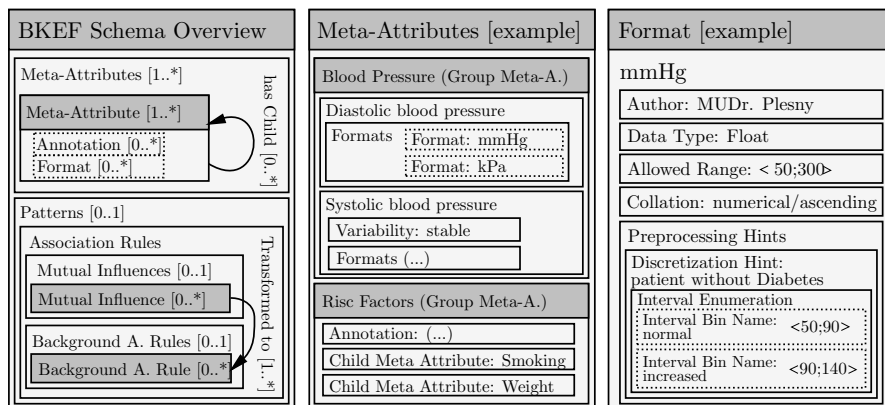 BKEF Schema Overview
Meta-Attributes [1..*]
Meta-Attribute [1..*]
Annotation [0..*]
Format [0..*]
has Child [0..*]
Patterns [0..1]
Association Rules
Mutual Influences [0..1]
Mutual Influence [0..*]
Background A. Rules [0..1]
Background A. Rule [0..*]
Transformed to [1..*]
Meta-Attributes [example]
Blood Pressure (Group Meta-A.)
Diastolic blood pressure
Formats
Format: mmHg
Format: kPa
Systolic blood pressure
Variability: stable
Formats (...)
Risc Factors (Group Meta-A.)
Annotation: (...)
Child Meta Attribute: Smoking
Child Meta Attribute: Weight
Format [example]
mmHg
Author: MUDr. Plesny
Data Type: Float
Allowed Range: < 50;300>
Collation: numerical/ascending
Preprocessing Hints
Discretization Hint:
patient without Diabetes
Interval Enumeration
Interval Bin Name: <50;90>
normal
Interval Bin Name: <90;140>
increased